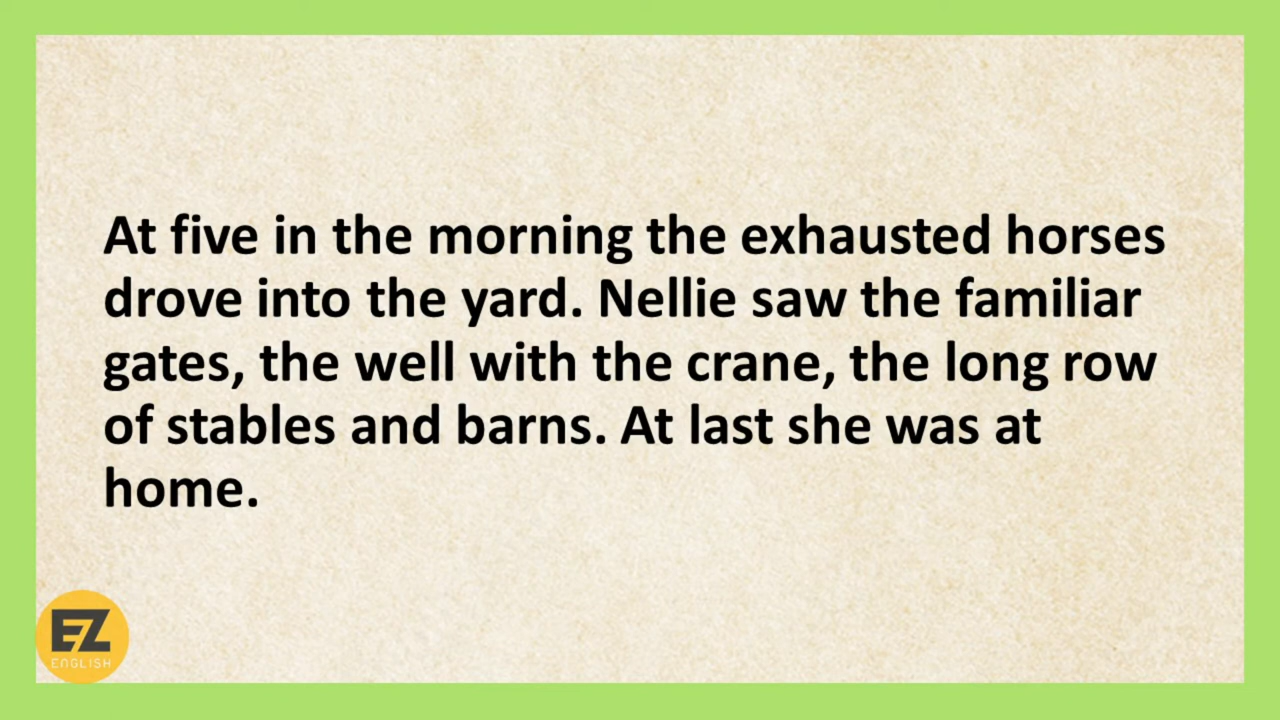 At five in the morning the exhausted horses
drove into the yard. Nellie saw the familiar
gates, the well with the crane, the long row
of stables and barns. At last she was at
home.
EZ
ENGLISH